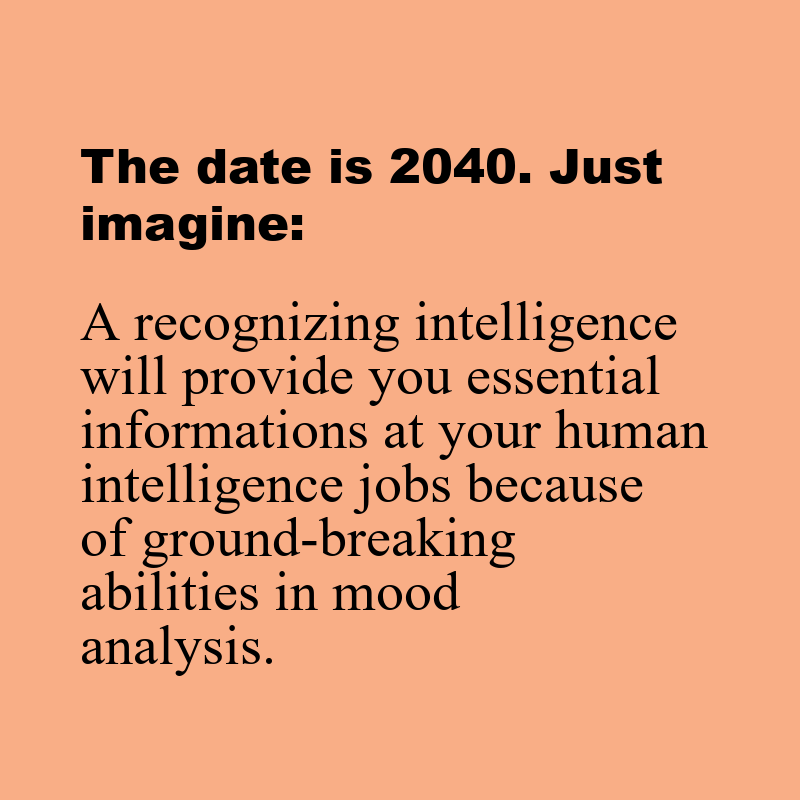 The date is 2040. Just
imagine:
A recognizing intelligence
will provide you essential
informations at your human
intelligence jobs because
of ground-breaking
abilities in mood
analysis.